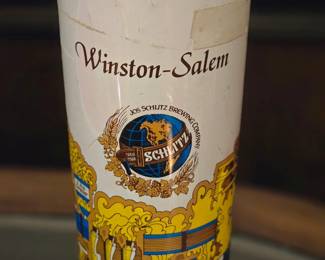 Winston-Salem
JOS. SCHLITZ BREWING COMPANY
SCHLITZ